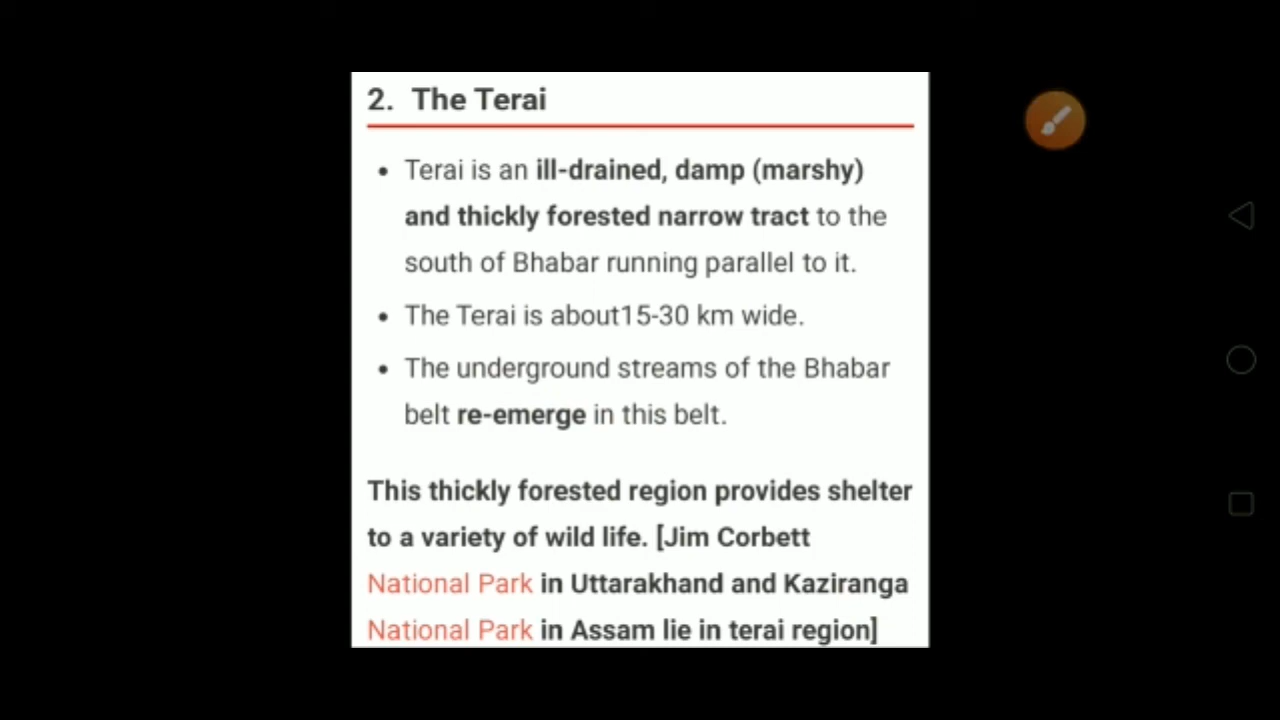 2. The Terai
• Terai is an ill-drained, damp (marshy)
and thickly forested narrow tract to the
south of Bhabar running parallel to it.
• The Terai is about15-30 km wide.
• The underground streams of the Bhabar
belt re-emerge in this belt.
This thickly forested region provides shelter
to a variety of wild life. [Jim Corbett
National Park in Uttarakhand and Kaziranga
National Park in Assam lie in terai region]